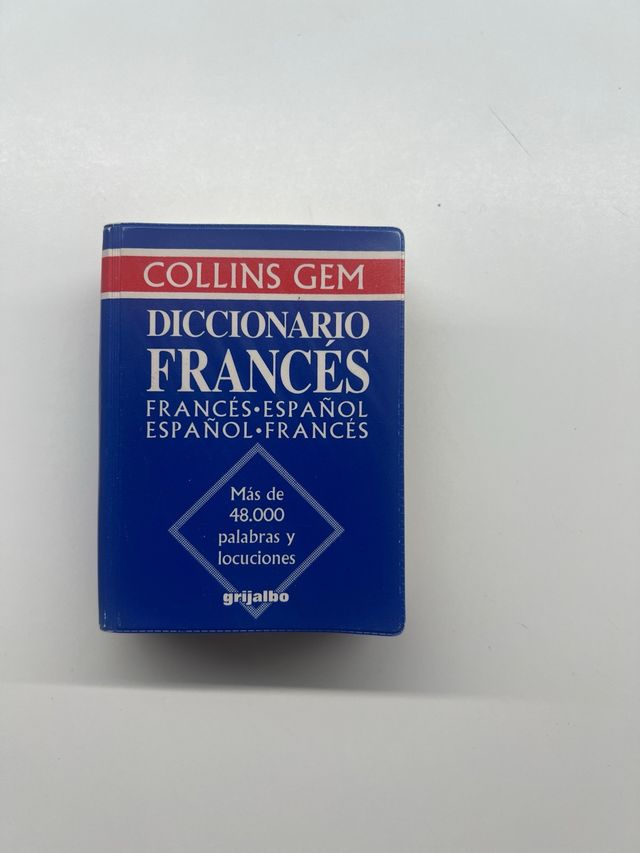 COLLINS GEM
DICCIONARIO
FRANCÉS
FRANCÉS•ESPAÑOL
ESPAÑOL•FRANCÉS
Más de
48.000
palabras y
locuciones
grijalbo